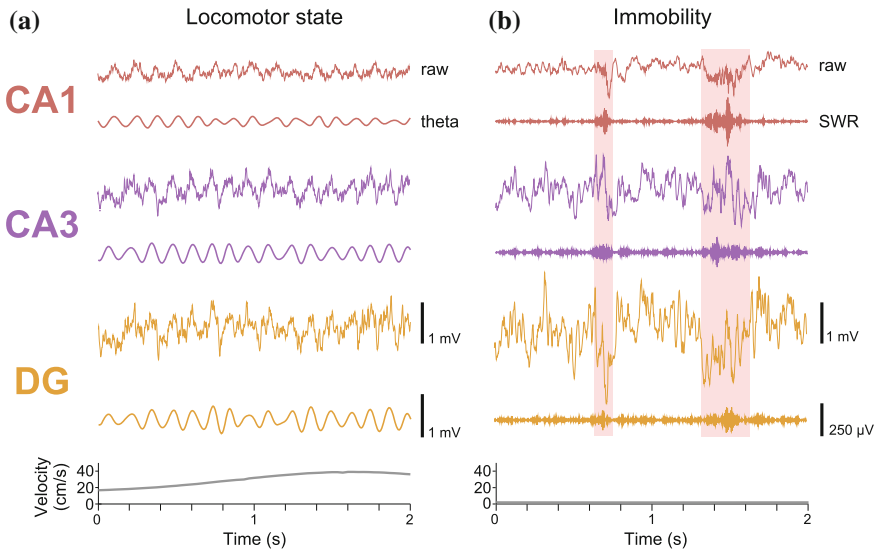 (a) Locomotor state
(b) Immobility
CA1
raw
theta
CA3
DG
1 mV
1 mV
Velocity
(cm/s)
40
20
0
0 1 2
Time (s)
raw
SWR
1 mV
250 µV
40
20
0
0 1 2
Time (s)